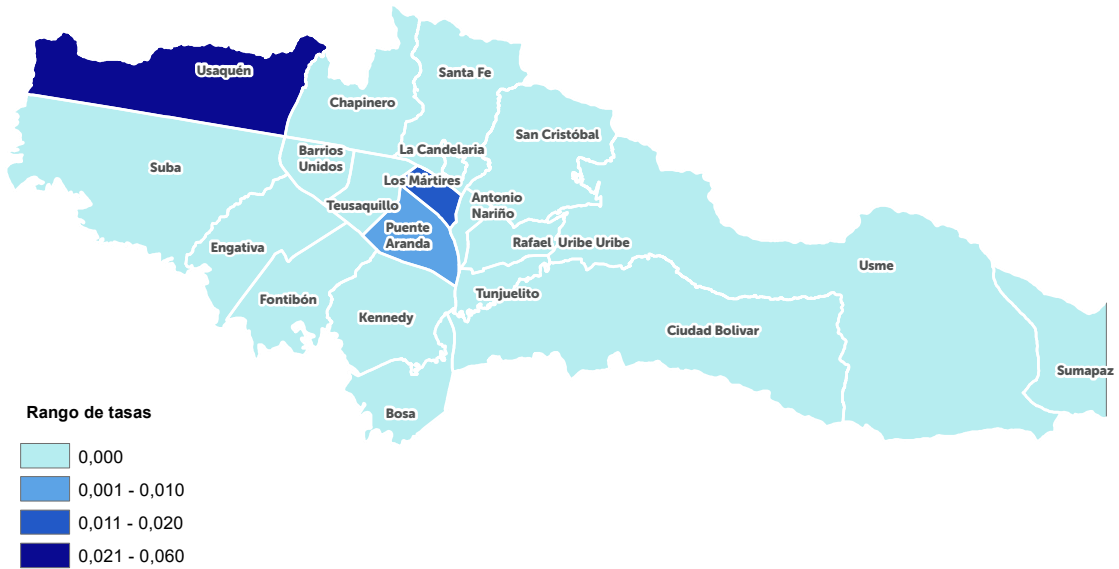 Usaquén
Santa Fe
Chapinero
San Cristóbal
La Candelaria
Barrios
Unidos
Suba
Los Mártires
Antonio
Nariño
Teusaquillo
Puente
Aranda
Rafael Uribe Uribe
Engativa
Usme
Fontibón
Tunjuelito
Kennedy
Ciudad Bolivar
Sumapaz
Bosa
Rango de tasas
0,000
0,001 - 0,010
0,011 - 0,020
0,021 - 0,060